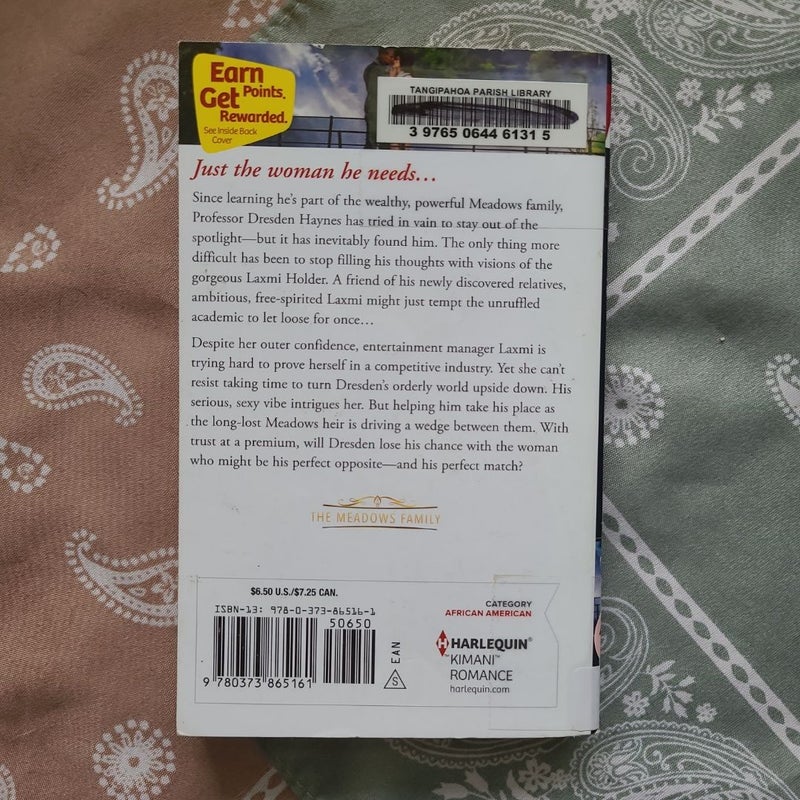 Earn
Get Points.
Rewarded.
See Inside Back
Cover
TANGIPAHOA PARISH LIBRARY
3 9765 0644 6131 5
Just the woman he needs…
Since learning he's part of the wealthy, powerful Meadows family,
Professor Dresden Haynes has tried in vain to stay out of the
spotlight—but it has inevitably found him. The only thing more
difficult has been to stop filling his thoughts with visions of the
gorgeous Laxmi Holder. A friend of his newly discovered relatives,
ambitious, free-spirited Laxmi might just tempt the unruffled
academic to let loose for once…
Despite her outer confidence, entertainment manager Laxmi is
trying hard to prove herself in a competitive industry. Yet she can't
resist taking time to turn Dresden's orderly world upside down. His
serious, sexy vibe intrigues her. But helping him take his place as
the long-lost Meadows heir is driving a wedge between them. With
trust at a premium, will Dresden lose his chance with the woman
who might be his perfect opposite—and his perfect match?
THE MEADOWS FAMILY
$6.50 U.S./$7.25 CAN.
ISBN-13: 978-0-373-86516-1
50650
EAN
S
9 780373 865161
CATEGORY
AFRICAN AMERICAN
H HARLEQUIN®
KIMANI™
ROMANCE
harlequin.com